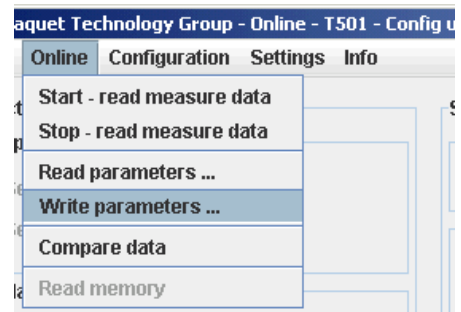 aquet Technology Group - Online - T501 - Config u
Online Configuration Settings Info
Start - read measure data
Stop - read measure data
Read parameters ...
Write parameters ...
Compare data
Read memory